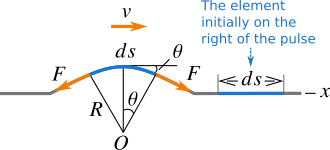 The element
initially on the
right of the pulse
v
ds
θ
F
F
ds
x
R
θ
O